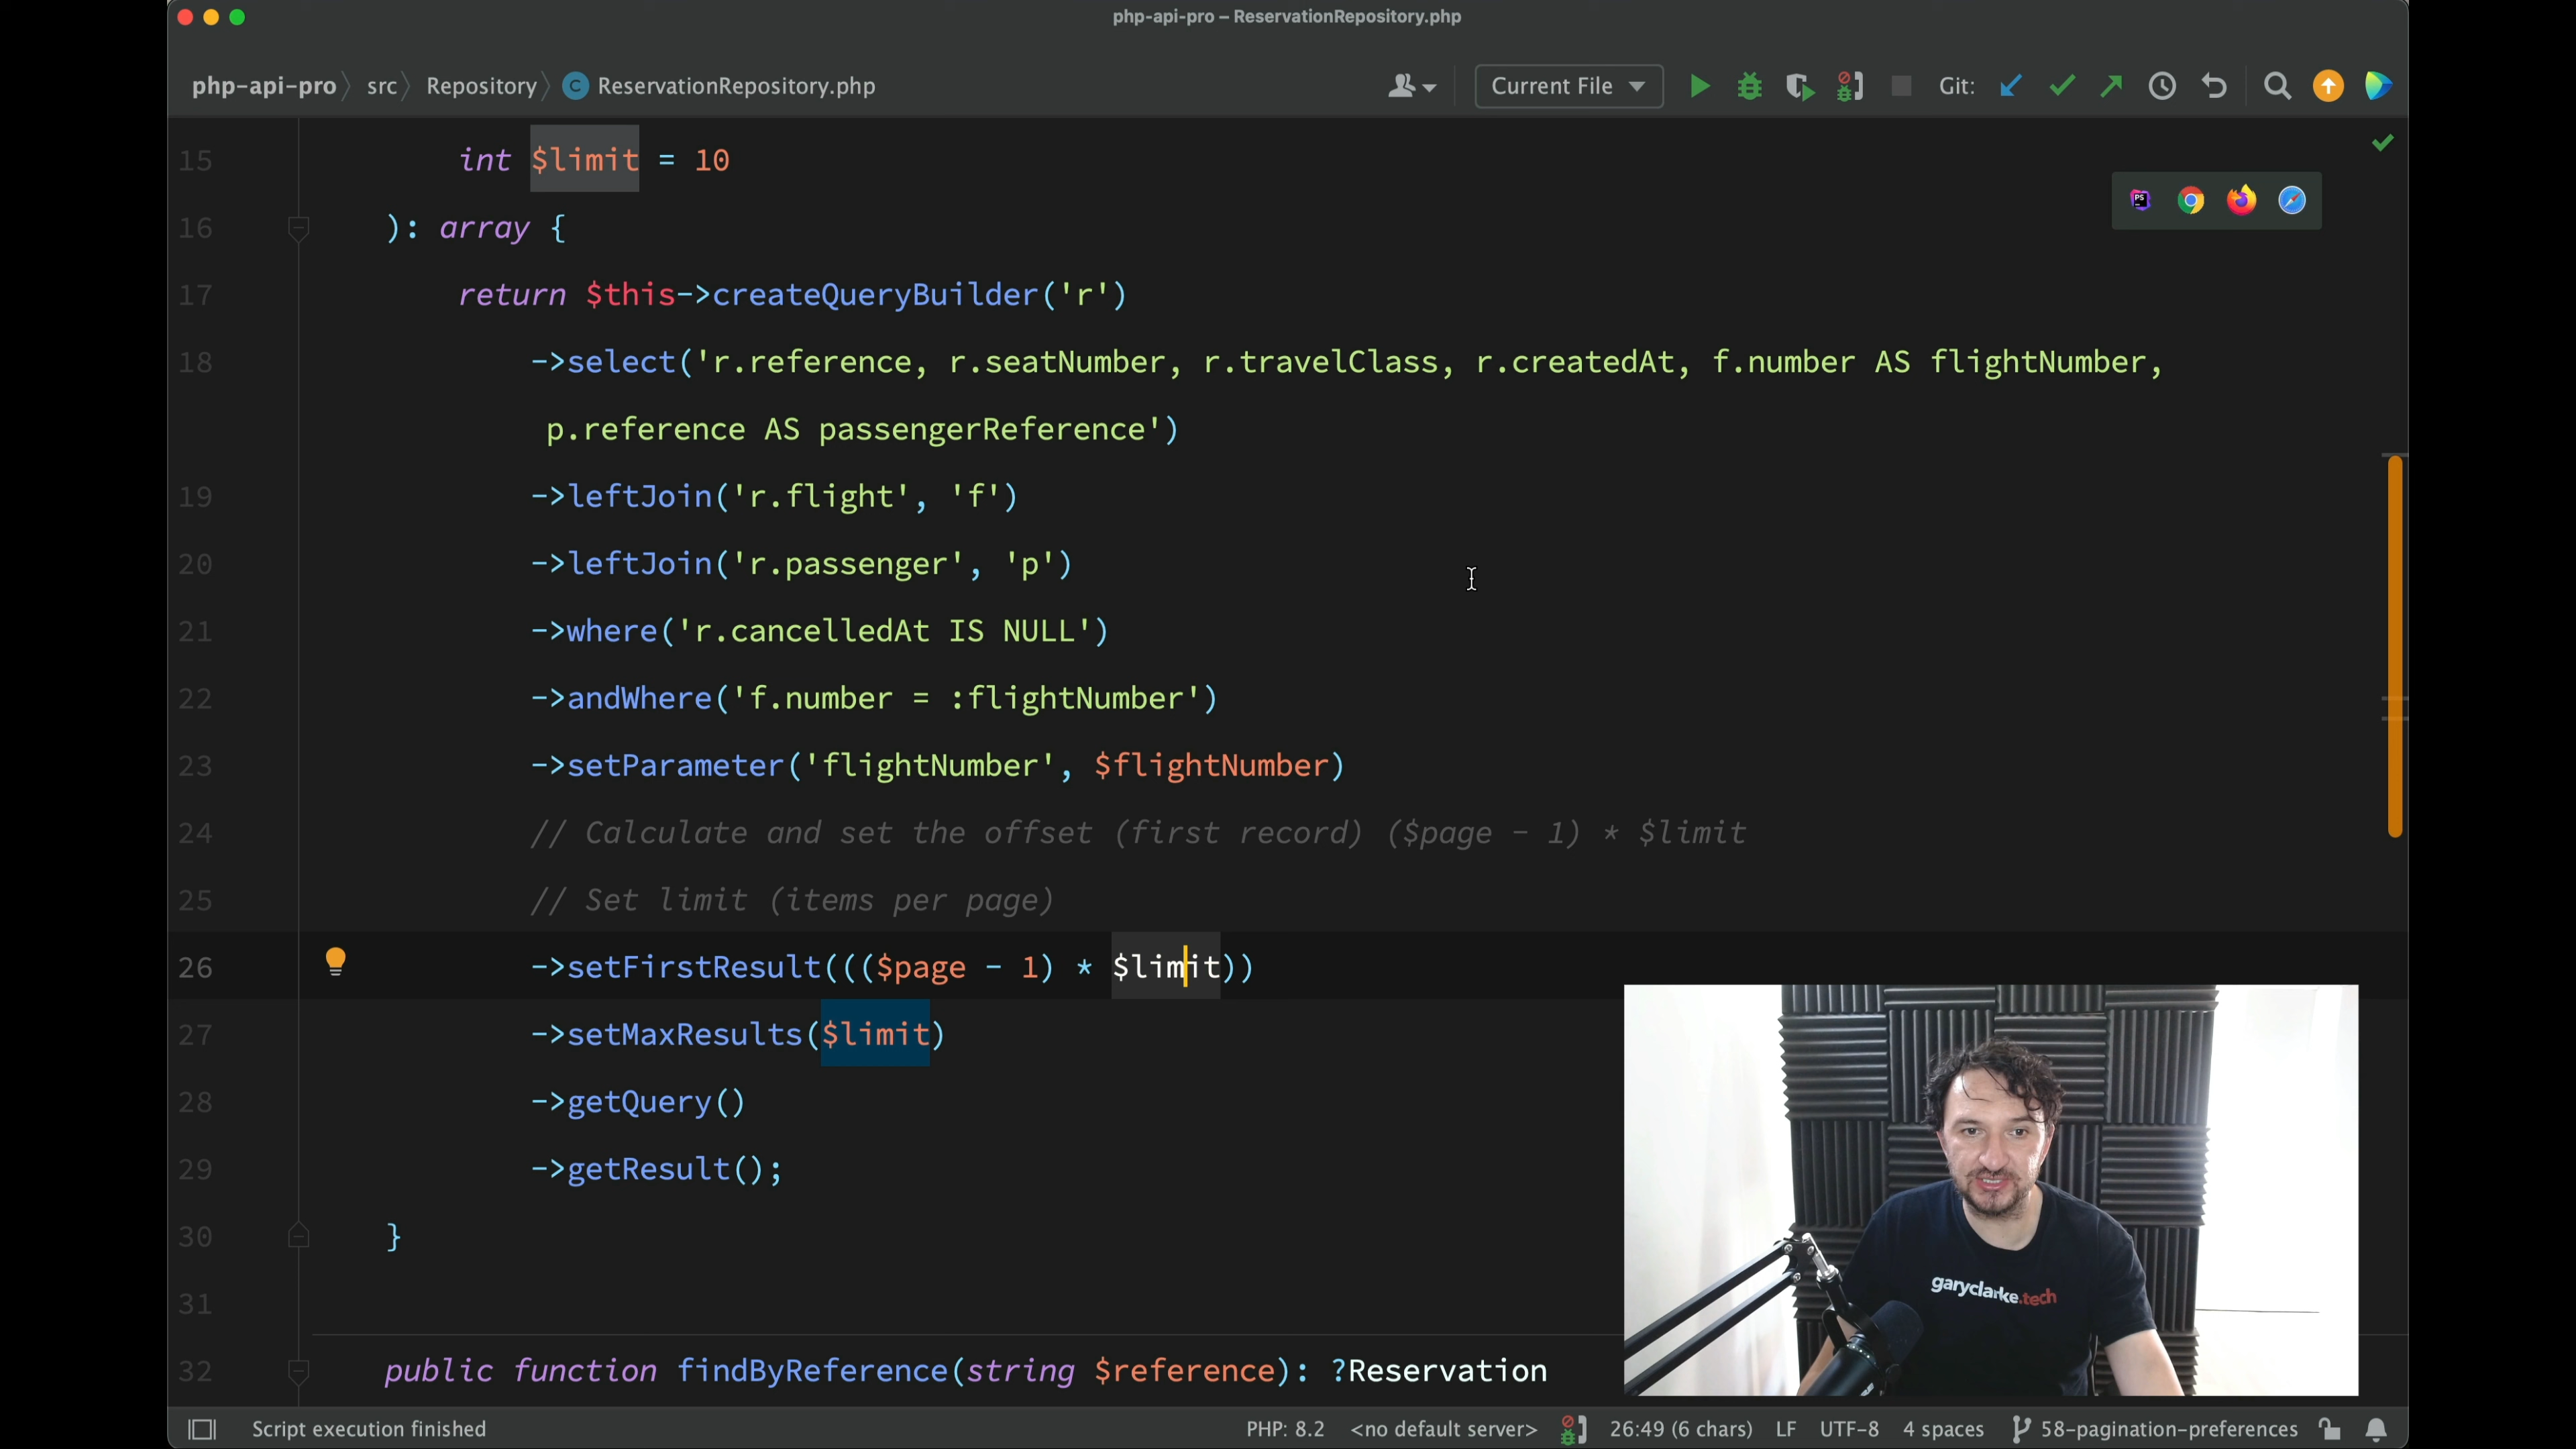 php-api-pro – ReservationRepository.php
php-api-pro src Repository C ReservationRepository.php Current File Git:
15 int $limit = 10
16 ): array {
17 return $this->createQueryBuilder('r')
18 ->select('r.reference, r.seatNumber, r.travelClass, r.createdAt, f.number AS flightNumber,
p.reference AS passengerReference')
19 ->leftJoin('r.flight', 'f')
20 ->leftJoin('r.passenger', 'p')
21 ->where('r.cancelledAt IS NULL')
22 ->andWhere('f.number = :flightNumber')
23 ->setParameter('flightNumber', $flightNumber)
24 // Calculate and set the offset (first record) ($page - 1) * $limit
25 // Set limit (items per page)
26 ->setFirstResult((($page - 1) * $limit))
27 ->setMaxResults($limit)
28 ->getQuery()
29 ->getResult();
30 }
31
32 public function findByReference(string $reference): ?Reservation
PS
garyclarke.tech
Script execution finished PHP: 8.2 <no default server> 26:49 (6 chars) LF UTF-8 4 spaces 58-pagination-preferences